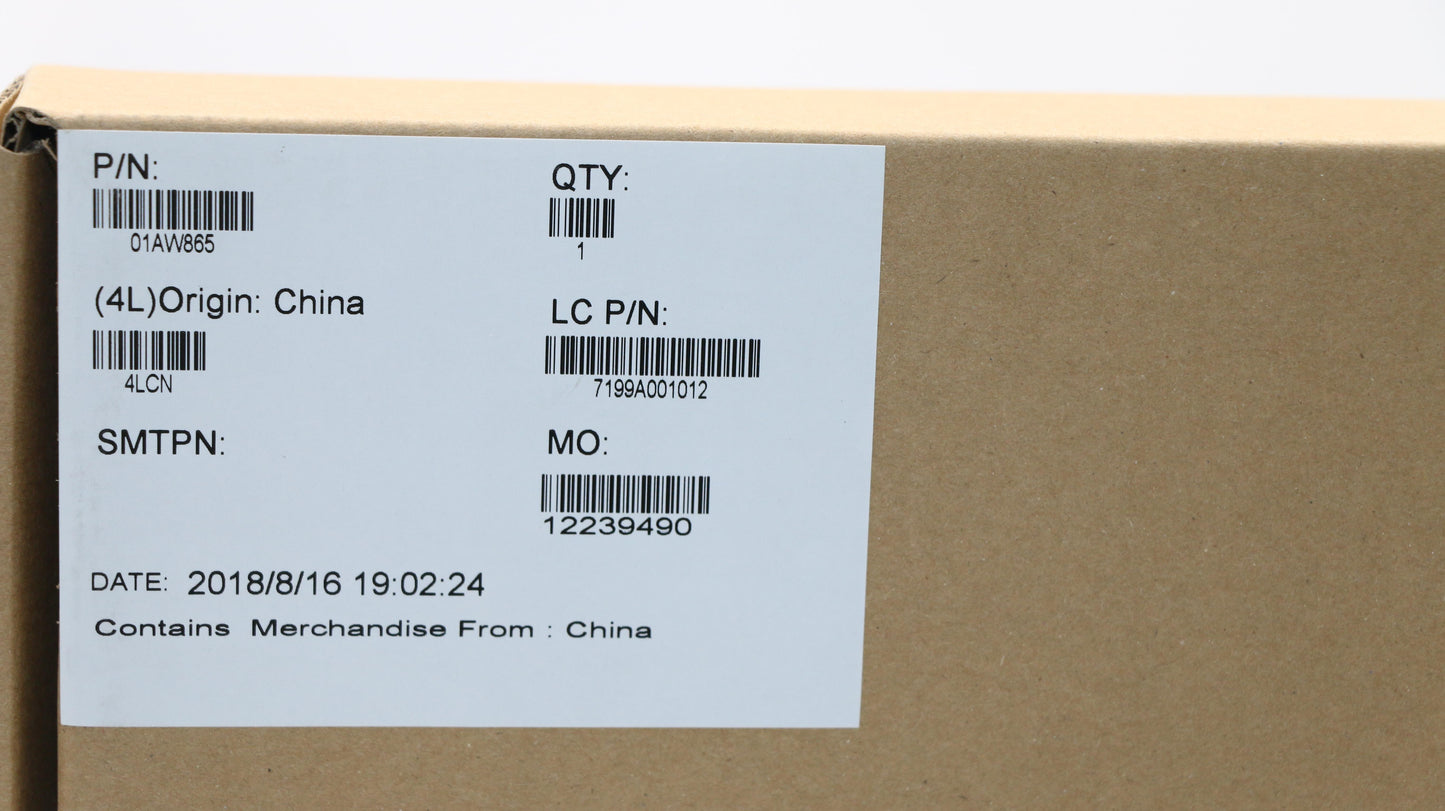 P/N:
01AW865
QTY:
1
(4L)Origin: China
4LCN
LC P/N:
7199A001012
SMTPN:
MO:
12239490
DATE: 2018/8/16 19:02:24
Contains Merchandise From : China